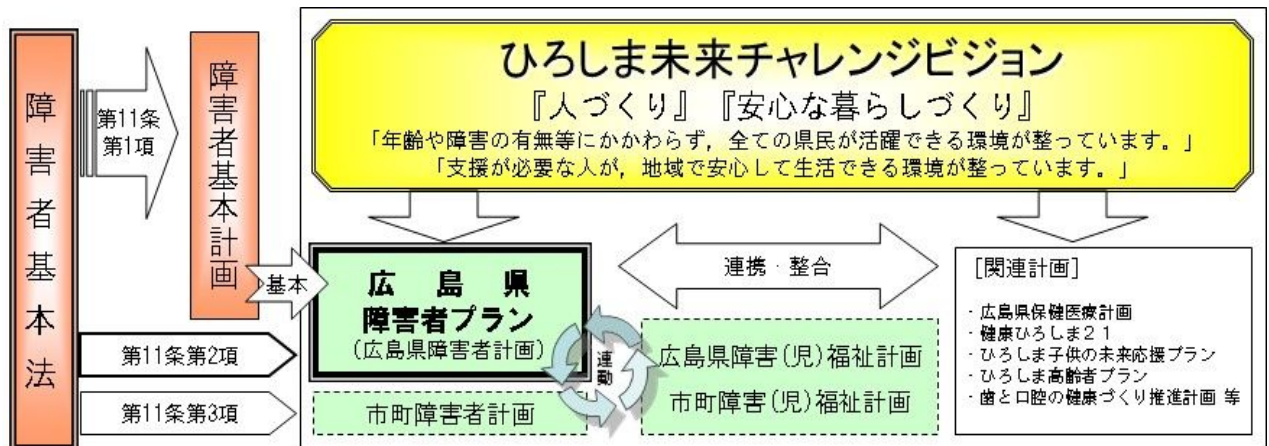 障害者基本法
第11条
第1項
障害者基本計画
基本
第11条第2項
第11条第3項
ひろしま未来チャレンジビジョン
『人づくり』『安心な暮らしづくり』
「年齢や障害の有無等にかかわらず，全ての県民が活躍できる環境が整っています。」
「支援が必要な人が，地域で安心して生活できる環境が整っています。」
広島県
障害者プラン
(広島県障害者計画)
市町障害者計画
連動
連携・整合
広島県障害(児)福祉計画
市町障害(児)福祉計画
[関連計画]
・広島県保健医療計画
・健康ひろしま２１
・ひろしま子供の未来応援プラン
・ひろしま高齢者プラン
・歯と口腔の健康づくり推進計画 等